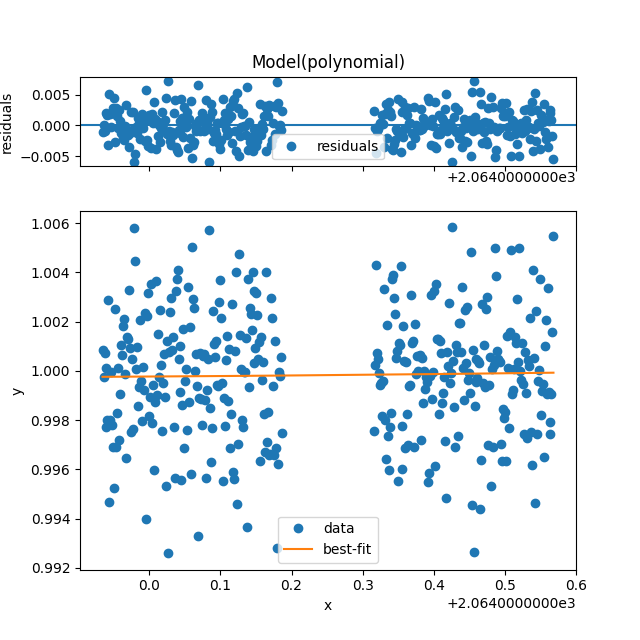 Model(polynomial)
residuals
0.005
0.000
−0.005
residuals
+2.0640000000e3
y
1.006
1.004
1.002
1.000
0.998
0.996
0.994
0.992
data
best-fit
0.0 0.1 0.2 0.3 0.4 0.5 0.6
x
+2.0640000000e3